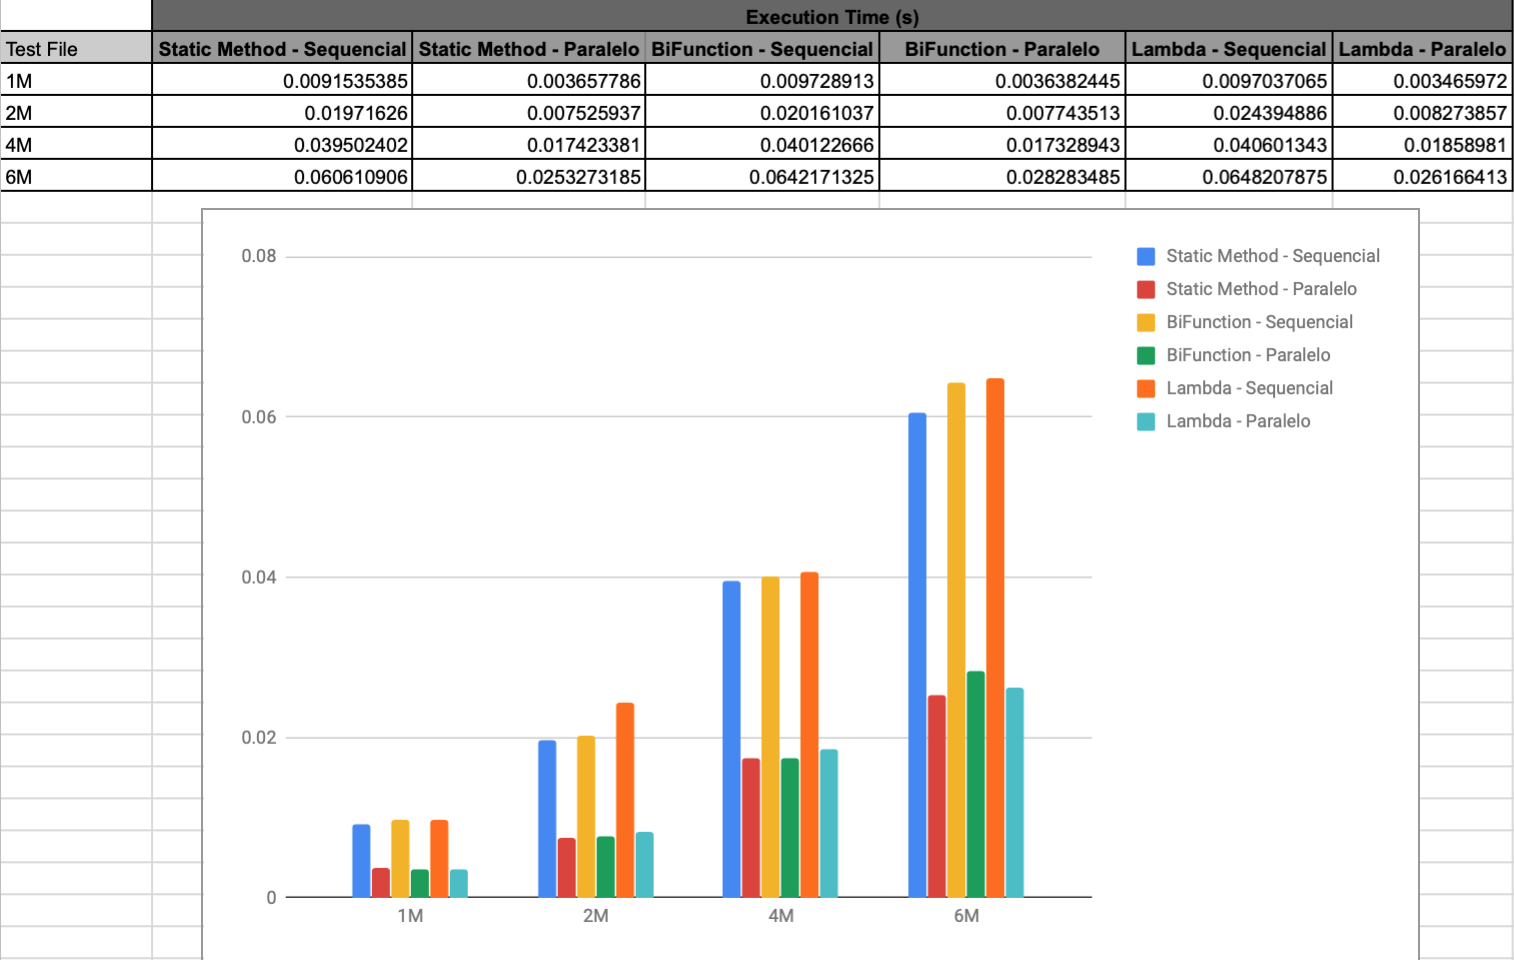 Execution Time (s)
Test File Static Method - Sequencial Static Method - Paralelo BiFunction - Sequencial BiFunction - Paralelo Lambda - Sequencial Lambda - Paralelo
1M 0.0091535385 0.003657786 0.009728913 0.0036382445 0.0097037065 0.003465972
2M 0.01971626 0.007525937 0.020161037 0.007743513 0.024394886 0.008273857
4M 0.039502402 0.017423381 0.040122666 0.017328943 0.040601343 0.01858981
6M 0.060610906 0.0253273185 0.0642171325 0.028283485 0.0648207875 0.026166413
0.08
0.06
0.04
0.02
0
1M 2M 4M 6M
Static Method - Sequencial
Static Method - Paralelo
BiFunction - Sequencial
BiFunction - Paralelo
Lambda - Sequencial
Lambda - Paralelo